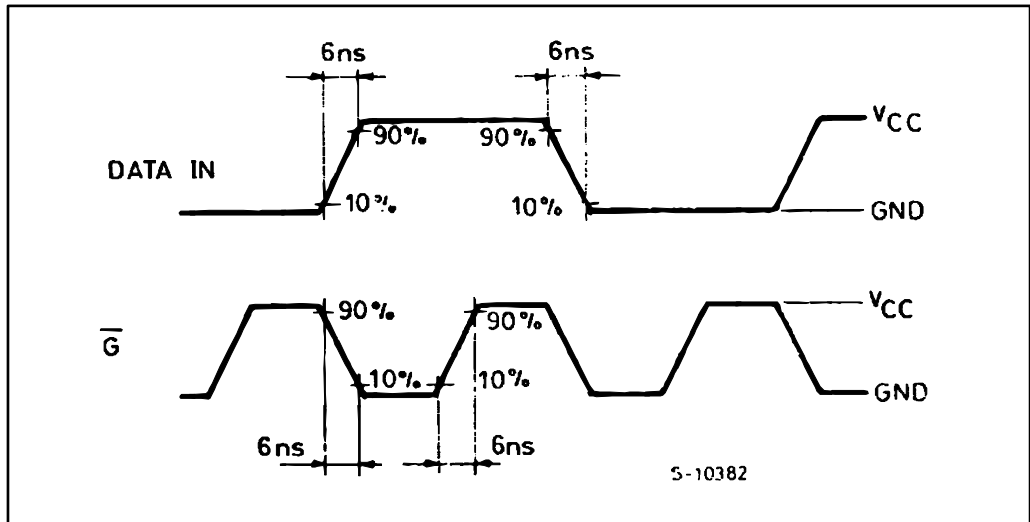 6ns 6ns
90% 90% VCC
DATA IN
10% 10% GND
90% 90% VCC
G
10% 10% GND
6ns 6ns
S-10382